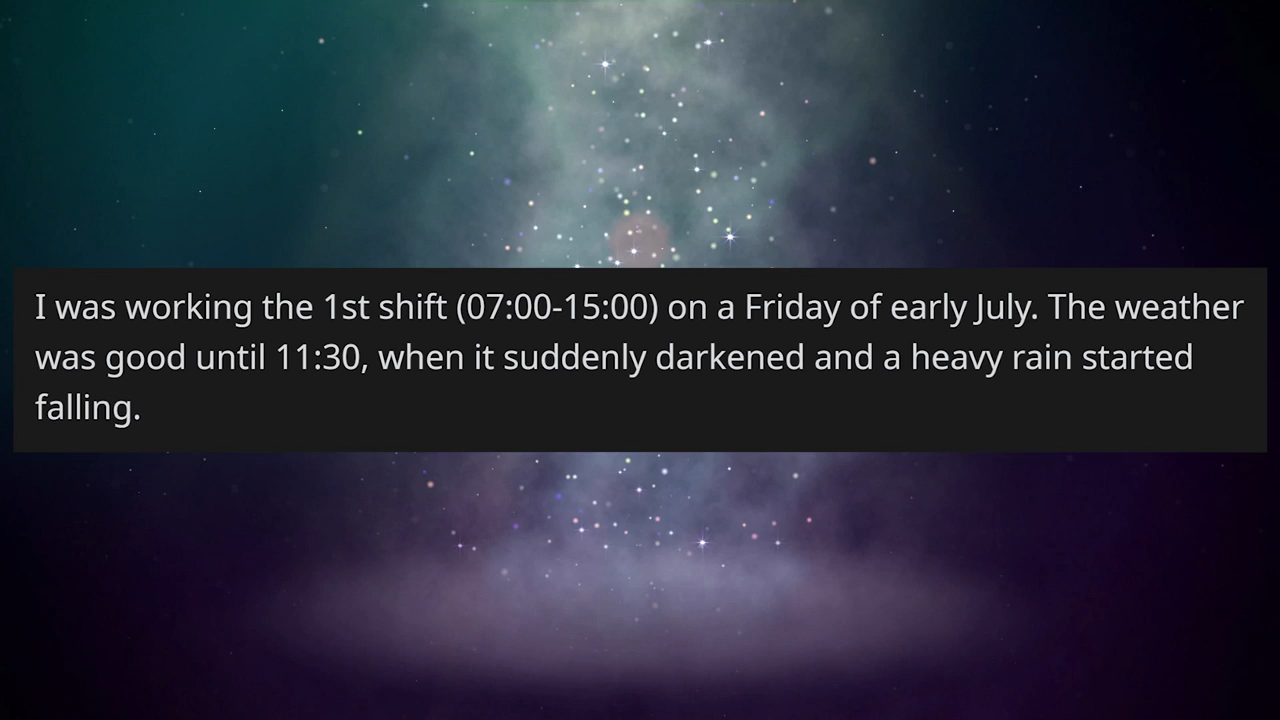 I was working the 1st shift (07:00-15:00) on a Friday of early July. The weather
was good until 11:30, when it suddenly darkened and a heavy rain started
falling.